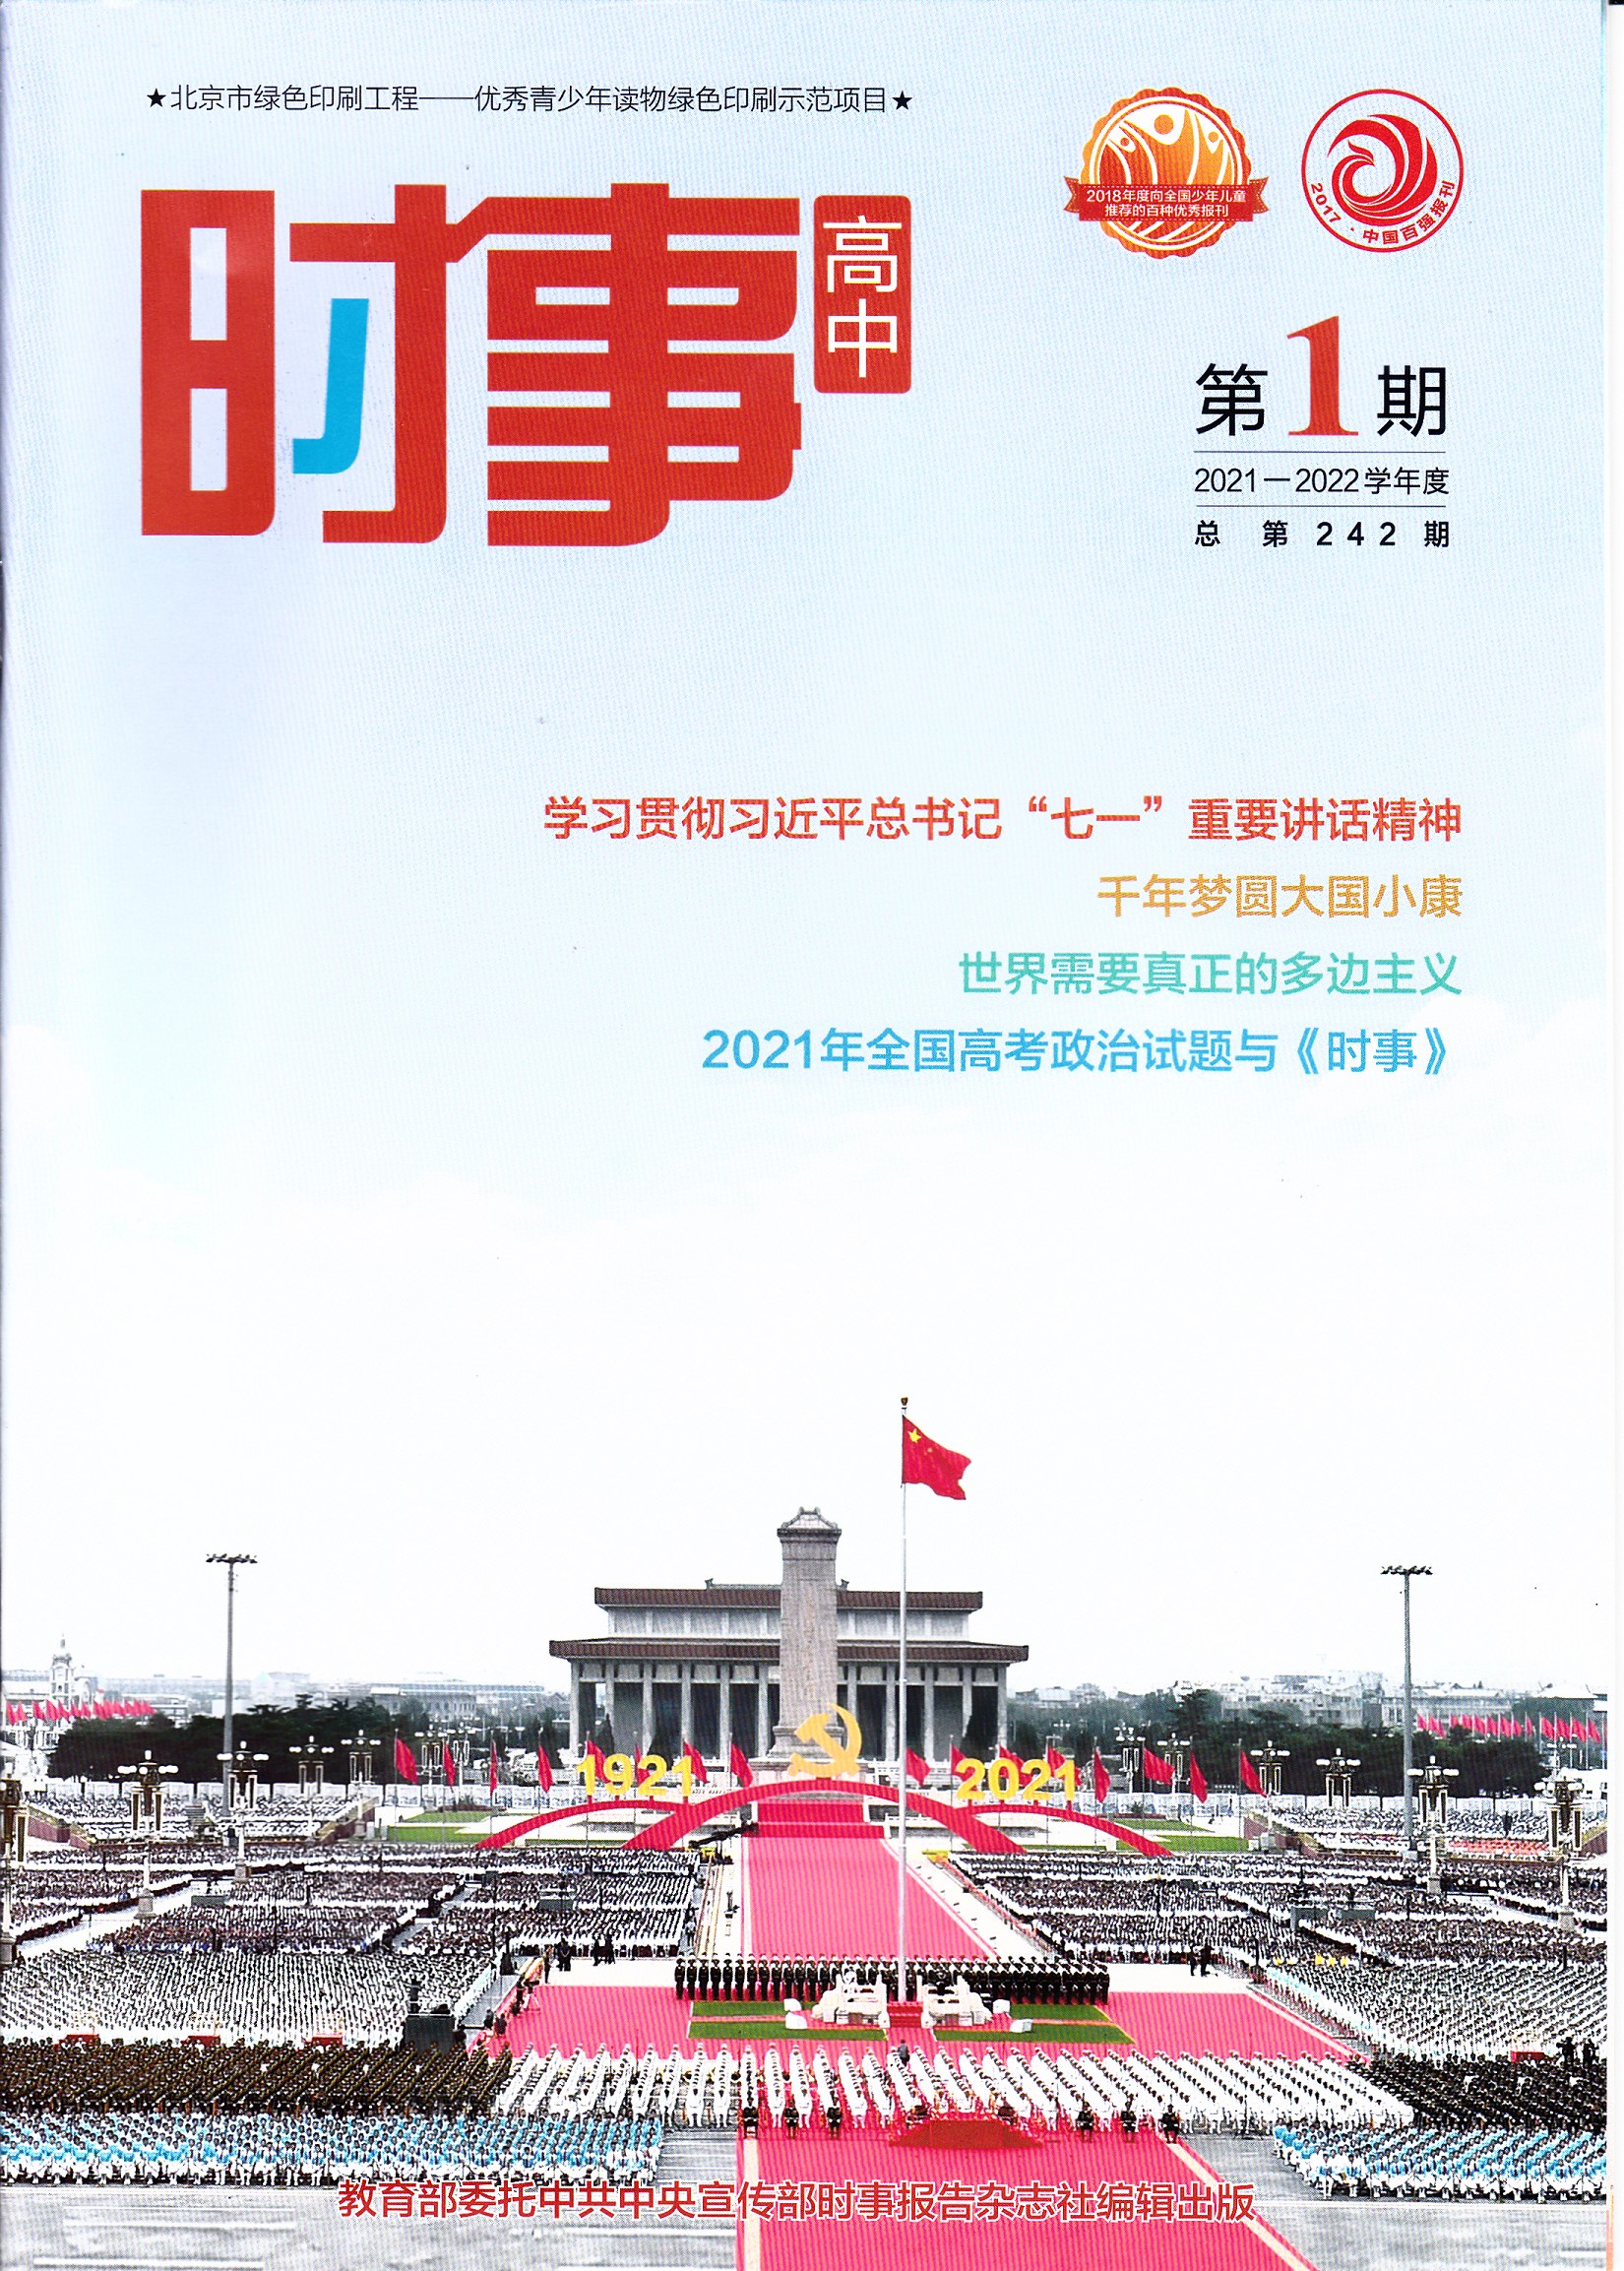 ★北京市绿色印刷工程——优秀青少年读物绿色印刷示范项目★
2018年度向全国少年儿童
推荐的百种优秀报刊
2017·中国百强报刊
时事
高中
第1期
2021—2022学年度
总第242期
学习贯彻习近平总书记“七一”重要讲话精神
千年梦圆大国小康
世界需要真正的多边主义
2021年全国高考政治试题与《时事》
1921
2021
教育部委托中共中央宣传部时事报告杂志社编辑出版